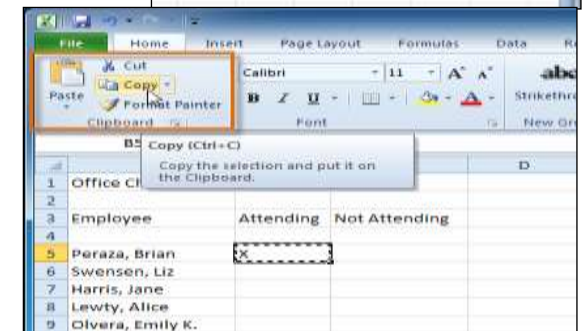 File Home Insert Page Layout Formulas Data
Cut
Calibri 11 A A abc
Copy
Paste Format Painter B I U A Strikethr
Clipboard Font New Gr
B5 Copy (Ctrl+C)
Copy the selection and put it on
the Clipboard.
D
1 Office C
2
3 Employee Attending Not Attending
4
5 Peraza, Brian X
6 Swensen, Liz
7 Harris, Jane
8 Lewty, Alice
9 Olvera, Emily K.